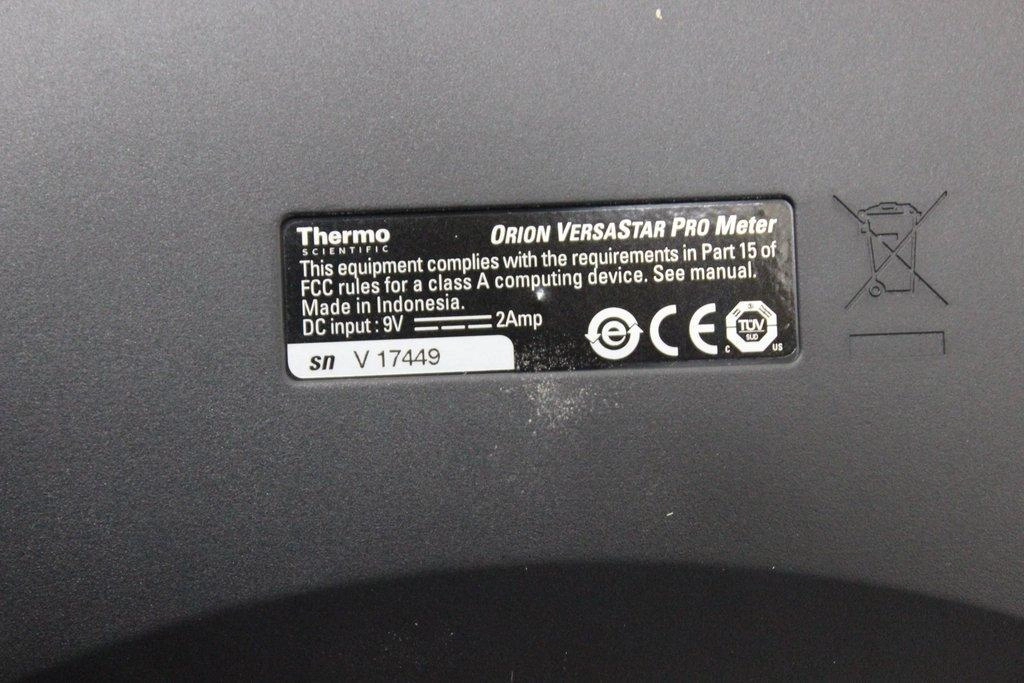 Thermo
SCIENTIFIC
ORION VERSASTAR PRO Meter
This equipment complies with the requirements in Part 15 of
FCC rules for a class A computing device. See manual.
Made in Indonesia.
DC input : 9V 2Amp
sn V 17449
e CE TÜV
SÜD
C US